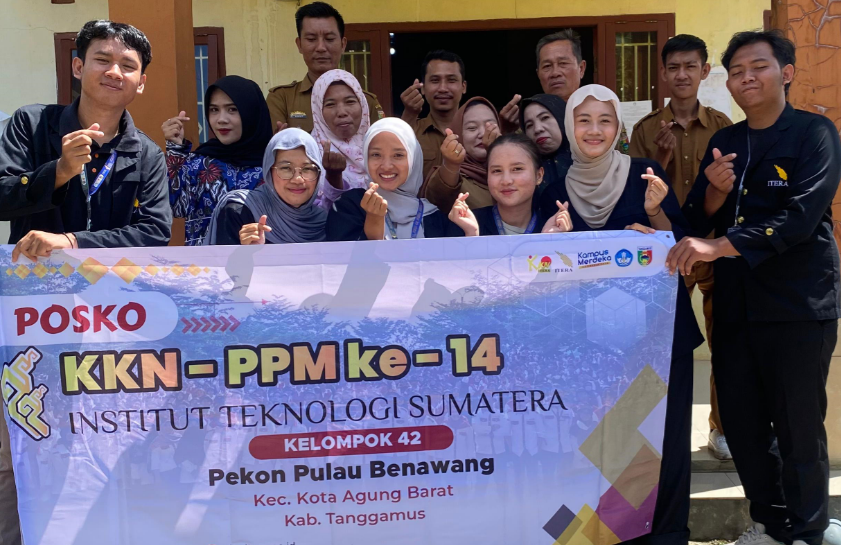 ITERA
ITERA
Kampus
Merdeka
POSKO
KKN - PPM ke - 14
INSTITUT TEKNOLOGI SUMATERA
KELOMPOK 42
Pekon Pulau Benawang
Kec. Kota Agung Barat
Kab. Tanggamus